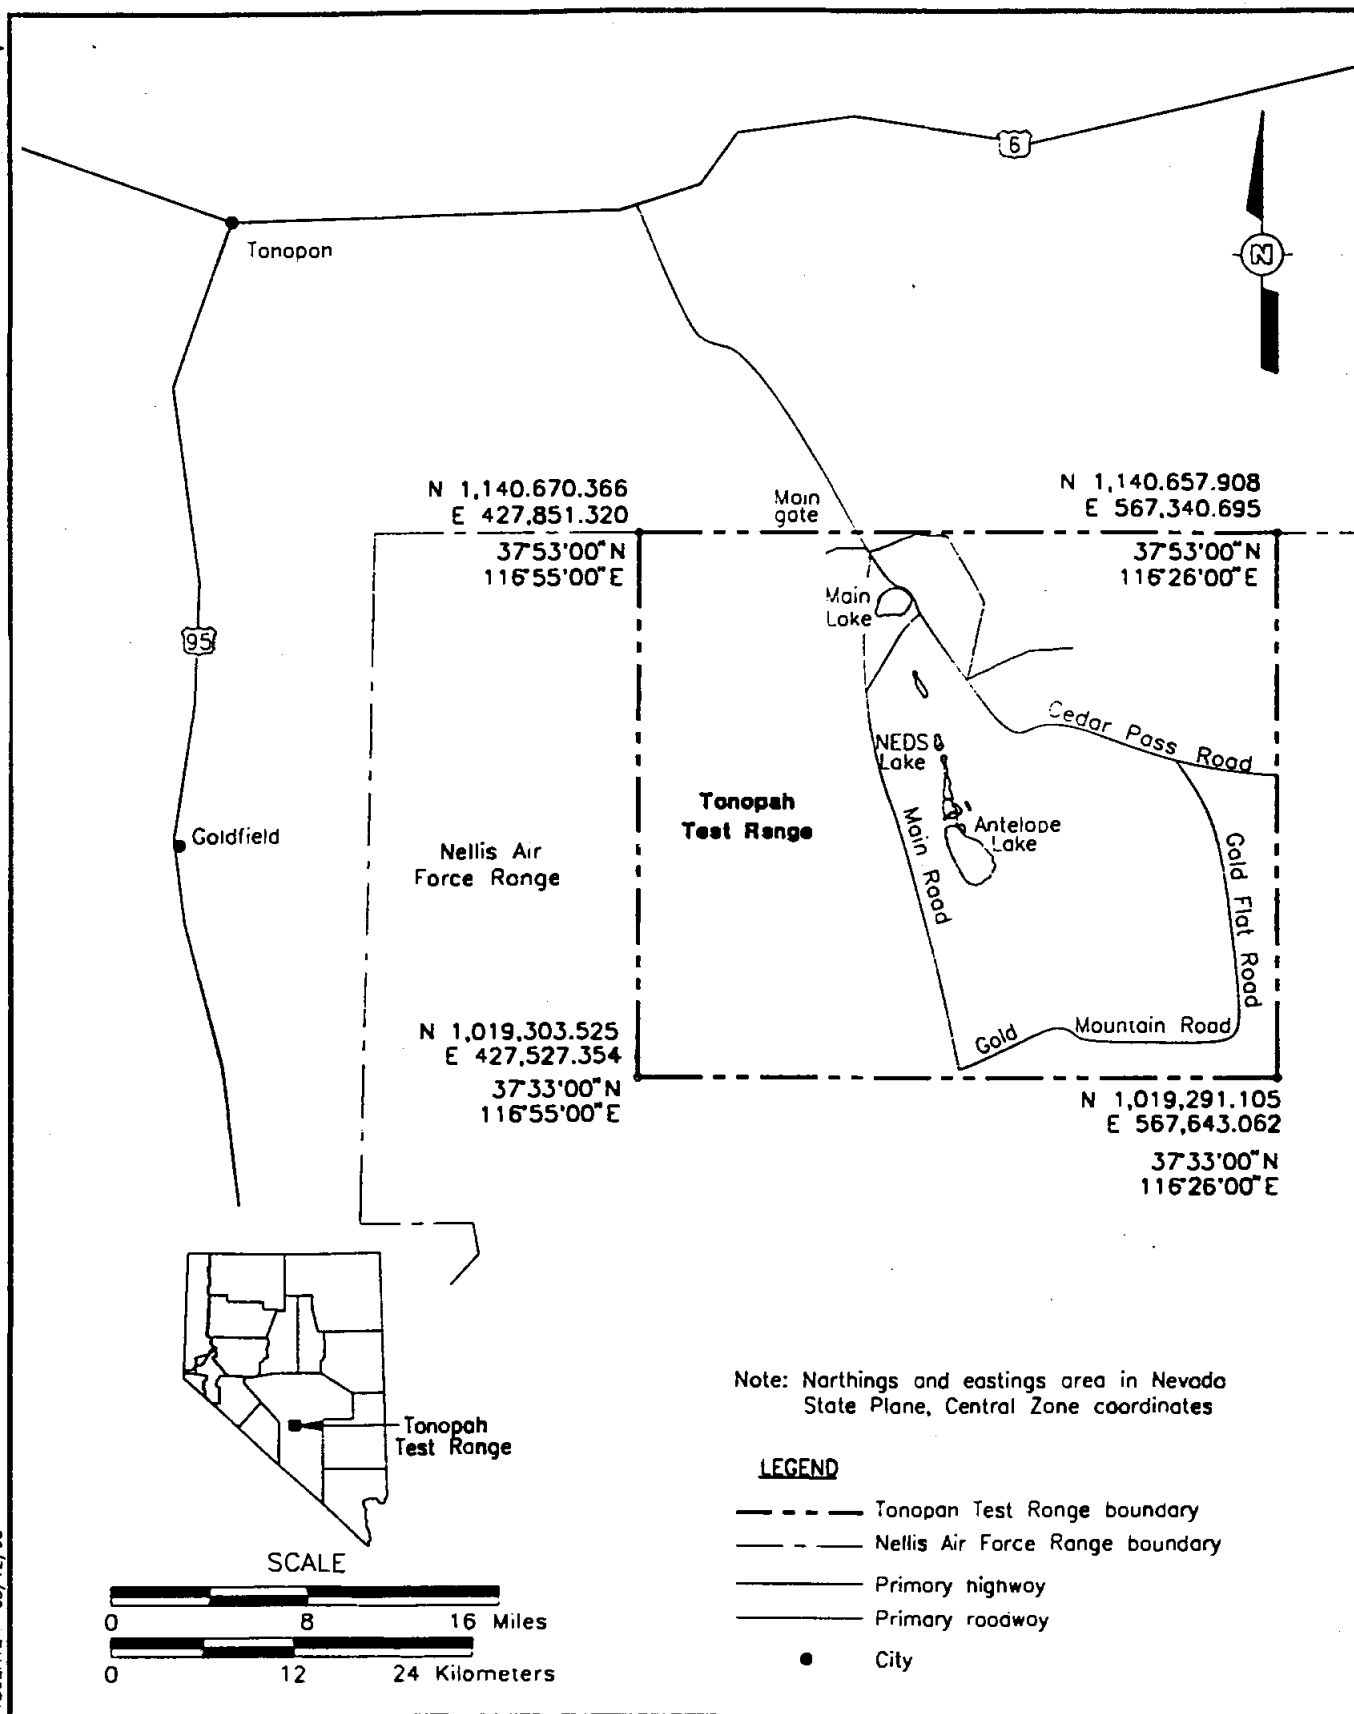 6
Tonopon
N
N 1,140.670.366
E 427,851.320
37°53'00"N
116°55'00"E
Main
gate
N 1,140.657.908
E 567,340.695
37°53'00"N
116°26'00"E
Main
Lake
95
Cedar Pass Road
NEDS
Lake
Tonopah
Test Range
Antelope
Lake
Main Road
Goldfield
Nellis Air
Force Range
Gold Flat Road
N 1,019,303.525
E 427,527.354
37°33'00"N
116°55'00"E
Gold Mountain Road
N 1,019,291.105
E 567,643.062
37°33'00"N
116°26'00"E
Tonopah
Test Range
Note: Narthings and eastings area in Nevada
State Plane, Central Zone coordinates
LEGEND
Tonopan Test Range boundary
Nellis Air Force Range boundary
Primary highway
Primary roadway
City
SCALE
0 8 16 Miles
0 12 24 Kilometers